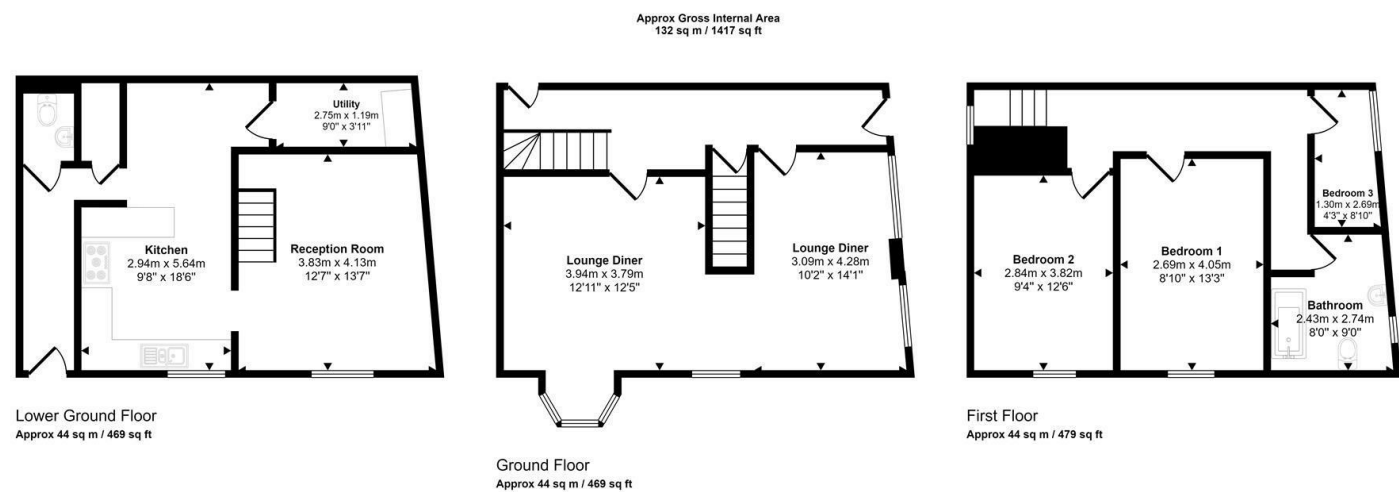 Approx Gross Internal Area
132 sq m / 1417 sq ft
Utility
2.75m x 1.19m
9'0" x 3'11"
Kitchen
2.94m x 5.64m
9'8" x 18'6"
Reception Room
3.83m x 4.13m
12'7" x 13'7"
Lower Ground Floor
Approx 44 sq m / 469 sq ft
Lounge Diner
3.94m x 3.79m
12'11" x 12'5"
Lounge Diner
3.09m x 4.28m
10'2" x 14'1"
Ground Floor
Approx 44 sq m / 469 sq ft
Bedroom 3
1.30m x 2.69m
4'3" x 8'10"
Bedroom 2
2.84m x 3.82m
9'4" x 12'6"
Bedroom 1
2.69m x 4.05m
8'10" x 13'3"
Bathroom
2.43m x 2.74m
8'0" x 9'0"
First Floor
Approx 44 sq m / 479 sq ft